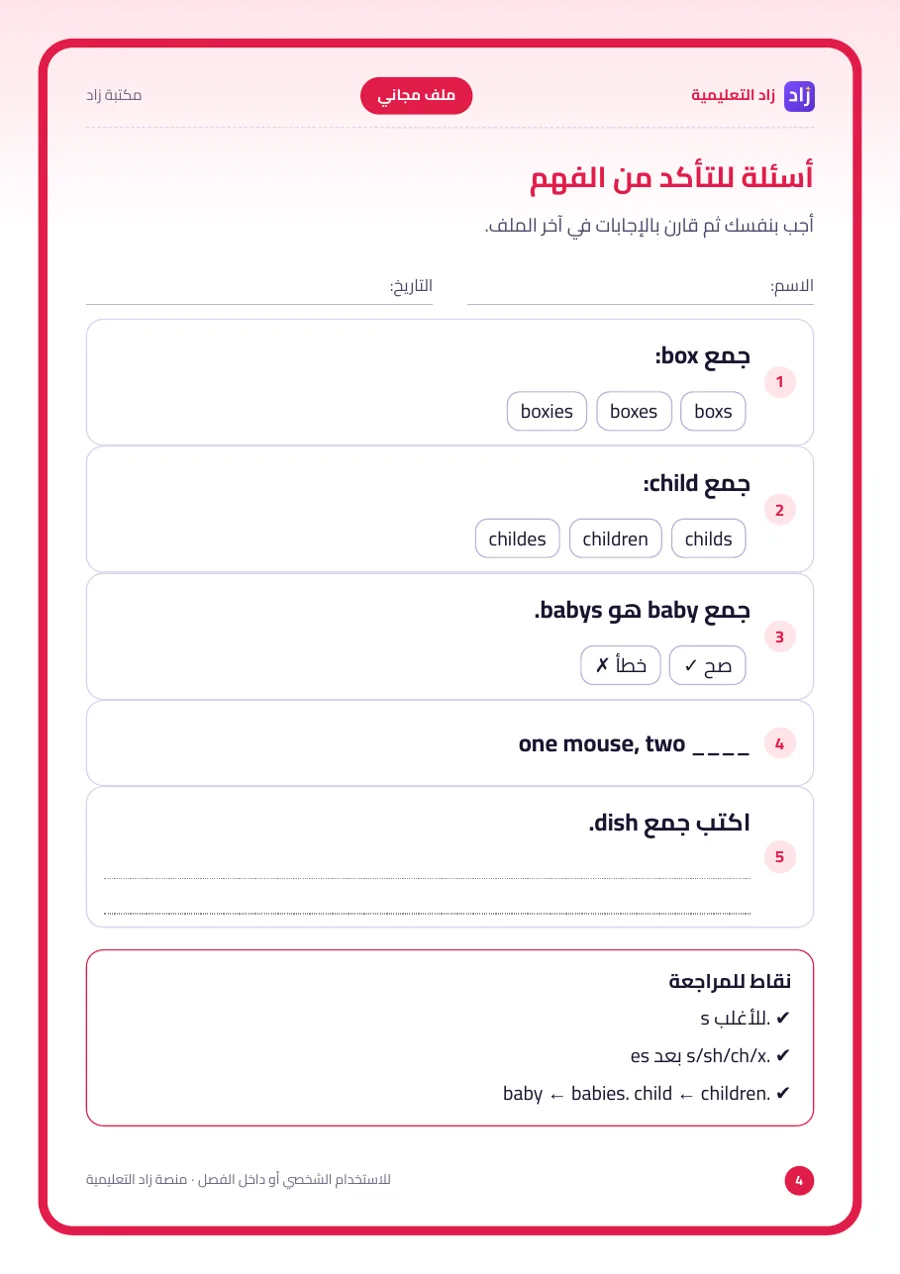 زاد زاد التعليمية
ملف مجاني
مكتبة زاد
أسئلة للتأكد من الفهم
أجب بنفسك ثم قارن بالإجابات في آخر الملف.
الاسم:
التاريخ:
1
جمع box:
boxs boxes boxies
2
جمع child:
childs children childes
3
جمع baby هو babys.
صح ✓ خطأ ✗
4
one mouse, two ____
5
اكتب جمع dish.
نقاط للمراجعة
✔ s للأغلب.
✔ es بعد s/sh/ch/x.
✔ baby ← babies. child ← children.
4
للاستخدام الشخصي أو داخل الفصل · منصة زاد التعليمية